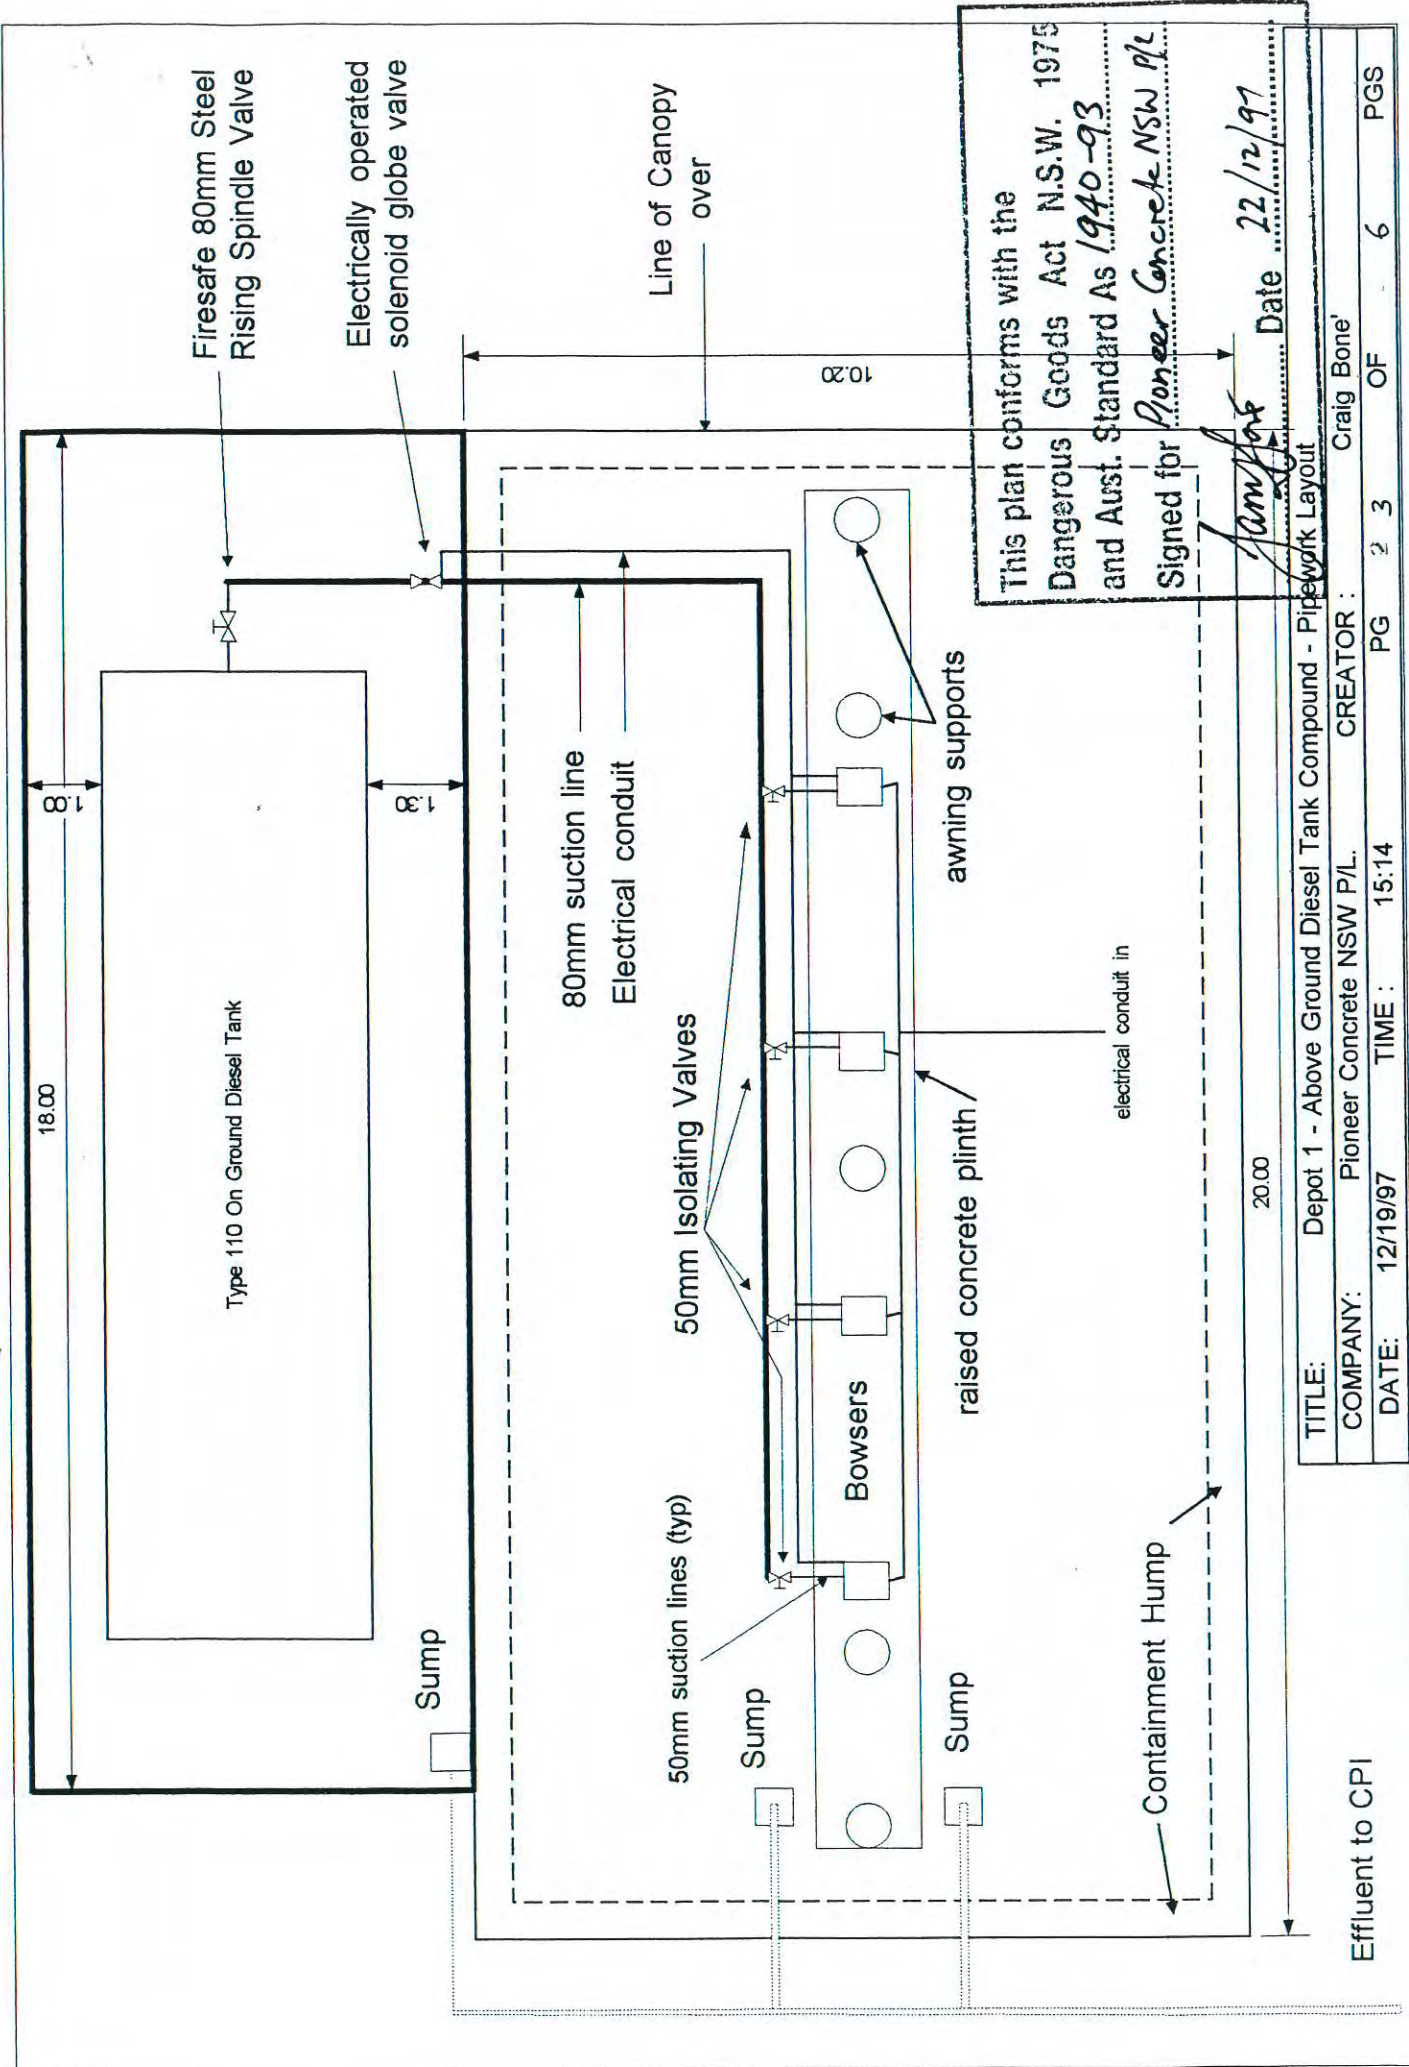 Firesafe 80mm Steel
Rising Spindle Valve
Electrically operated
solenoid globe valve
Line of Canopy
over
18.00
1.00
1.30
10.20
Type 110 On Ground Diesel Tank
Sump
80mm suction line
Electrical conduit
50mm Isolating Valves
50mm suction lines (typ)
Bowsers
Sump
Sump
awning supports
raised concrete plinth
electrical conduit in
Containment Hump
20.00
Effluent to CPI
This plan conforms with the
Dangerous Goods Act N.S.W. 1975
and Aust. Standard As 1940-93
Signed for Pioneer Concrete NSW P/L
Date 22/12/97
TITLE: Depot 1 - Above Ground Diesel Tank Compound - Pipework Layout
COMPANY: Pioneer Concrete NSW P/L. CREATOR : Craig Bone'
DATE: 12/19/97 TIME : 15:14 PG 3 OF 6 PGS